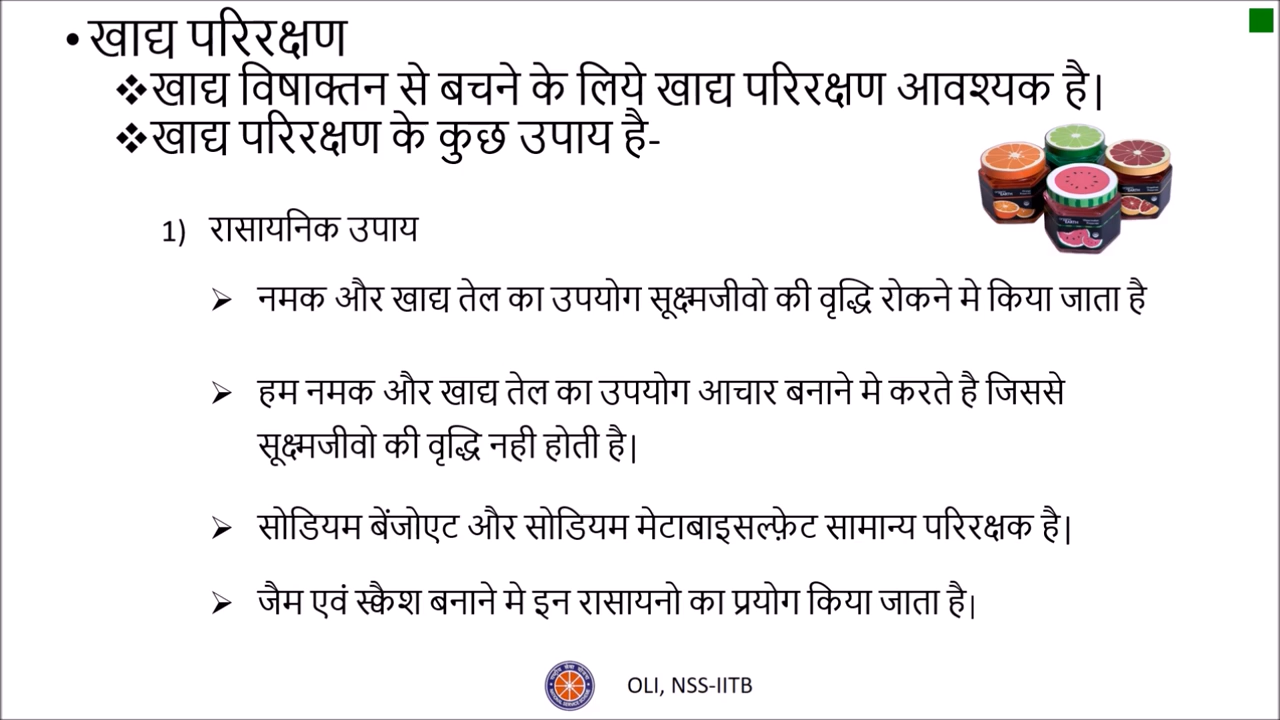 • खाद्य परिरक्षण
❖खाद्य विषाक्तन से बचने के लिये खाद्य परिरक्षण आवश्यक है।
❖खाद्य परिरक्षण के कुछ उपाय है-
1) रासायनिक उपाय
➢ नमक और खाद्य तेल का उपयोग सूक्ष्मजीवो की वृद्धि रोकने मे किया जाता है
➢ हम नमक और खाद्य तेल का उपयोग आचार बनाने मे करते है जिससे
सूक्ष्मजीवो की वृद्धि नही होती है।
➢ सोडियम बेंजोएट और सोडियम मेटाबाइसल्फ़ेट सामान्य परिरक्षक है।
➢ जैम एवं स्कैश बनाने मे इन रासायनो का प्रयोग किया जाता है।
OLI, NSS-IITB